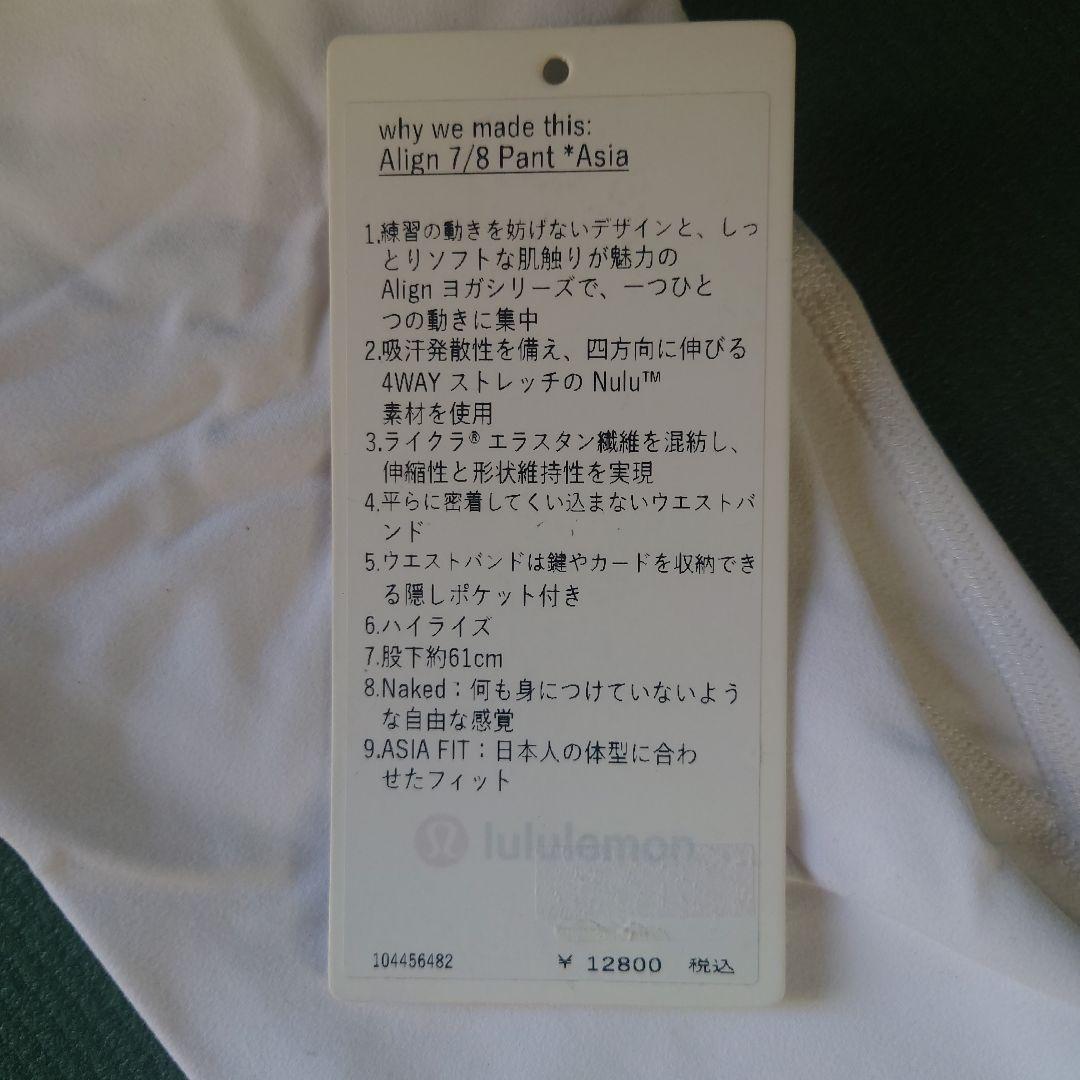 why we made this:
Align 7/8 Pant *Asia
1.練習の動きを妨げないデザインと、しっ
とりソフトな肌触りが魅力の
Align ヨガシリーズで、一つひと
つの動きに集中
2.吸汗発散性を備え、四方向に伸びる
4WAY ストレッチの Nulu™
素材を使用
3.ライクラ® エラスタン繊維を混紡し、
伸縮性と形状維持性を実現
4.平らに密着してくい込まないウエストバ
ンド
5.ウエストバンドは鍵やカードを収納でき
る隠しポケット付き
6.ハイライズ
7.股下約61cm
8.Naked：何も身につけていないよう
な自由な感覚
9.ASIA FIT：日本人の体型に合わ
せたフィット
lululemon
104456482 ¥ 12800 税込